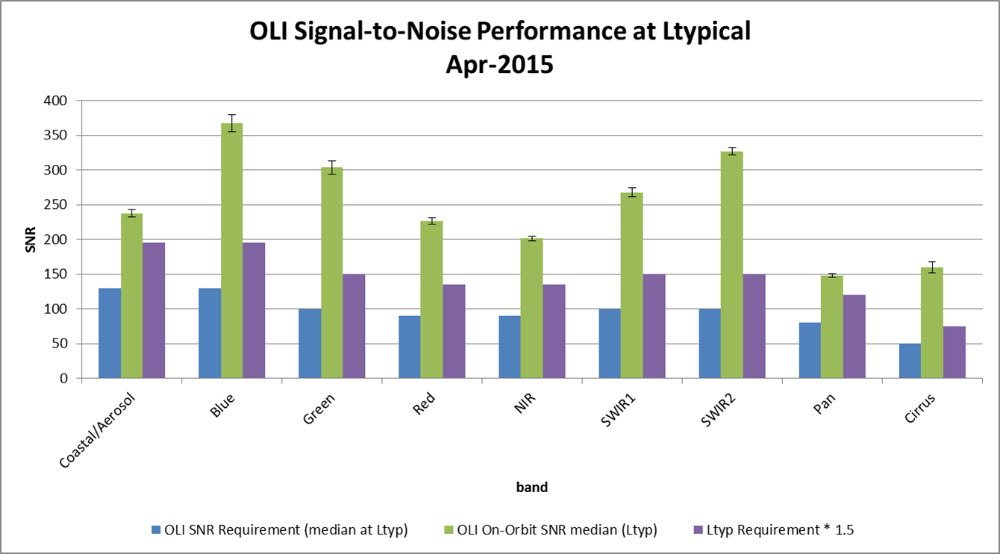 OLI Signal-to-Noise Performance at Ltypical
Apr-2015
400
350
300
250
200
150
100
50
0
SNR
Coastal/Aerosol
Blue
Green
Red
NIR
SWIR1
SWIR2
Pan
Cirrus
band
OLI SNR Requirement (median at Ltyp)
OLI On-Orbit SNR median (Ltyp)
Ltyp Requirement * 1.5